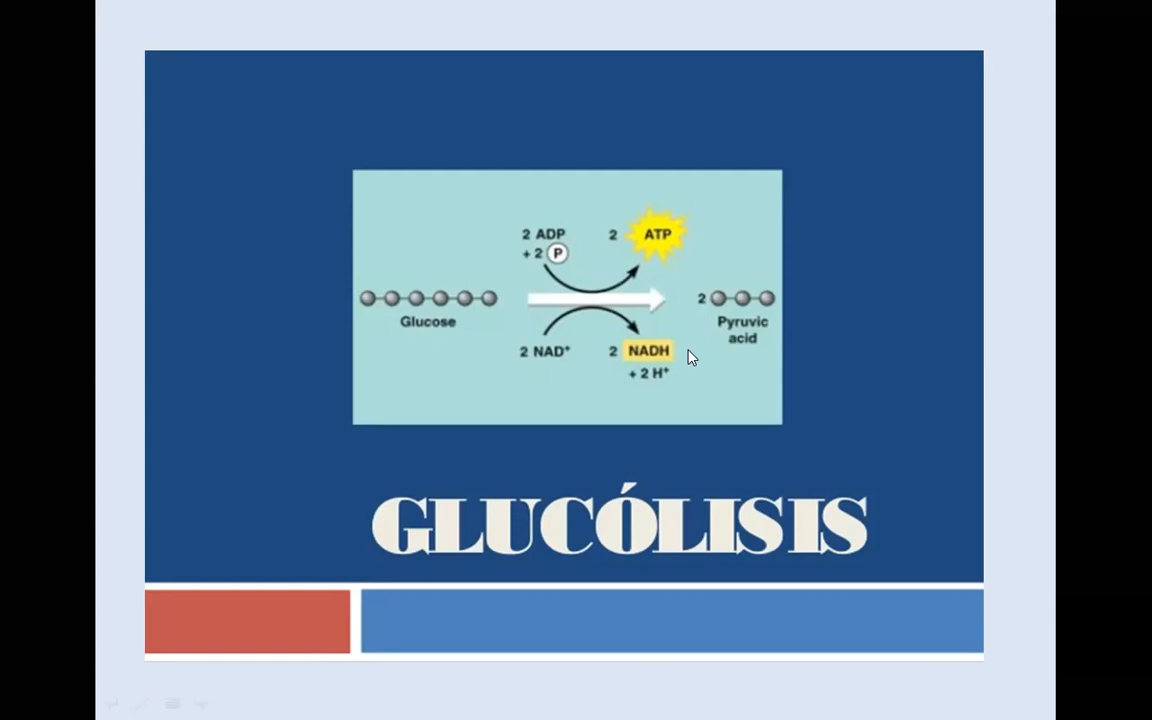 2 ADP
+ 2 P
2 ATP
Glucose
2
Pyruvic
acid
2 NAD+
2 NADH
+ 2 H+
GLUCÓLISIS